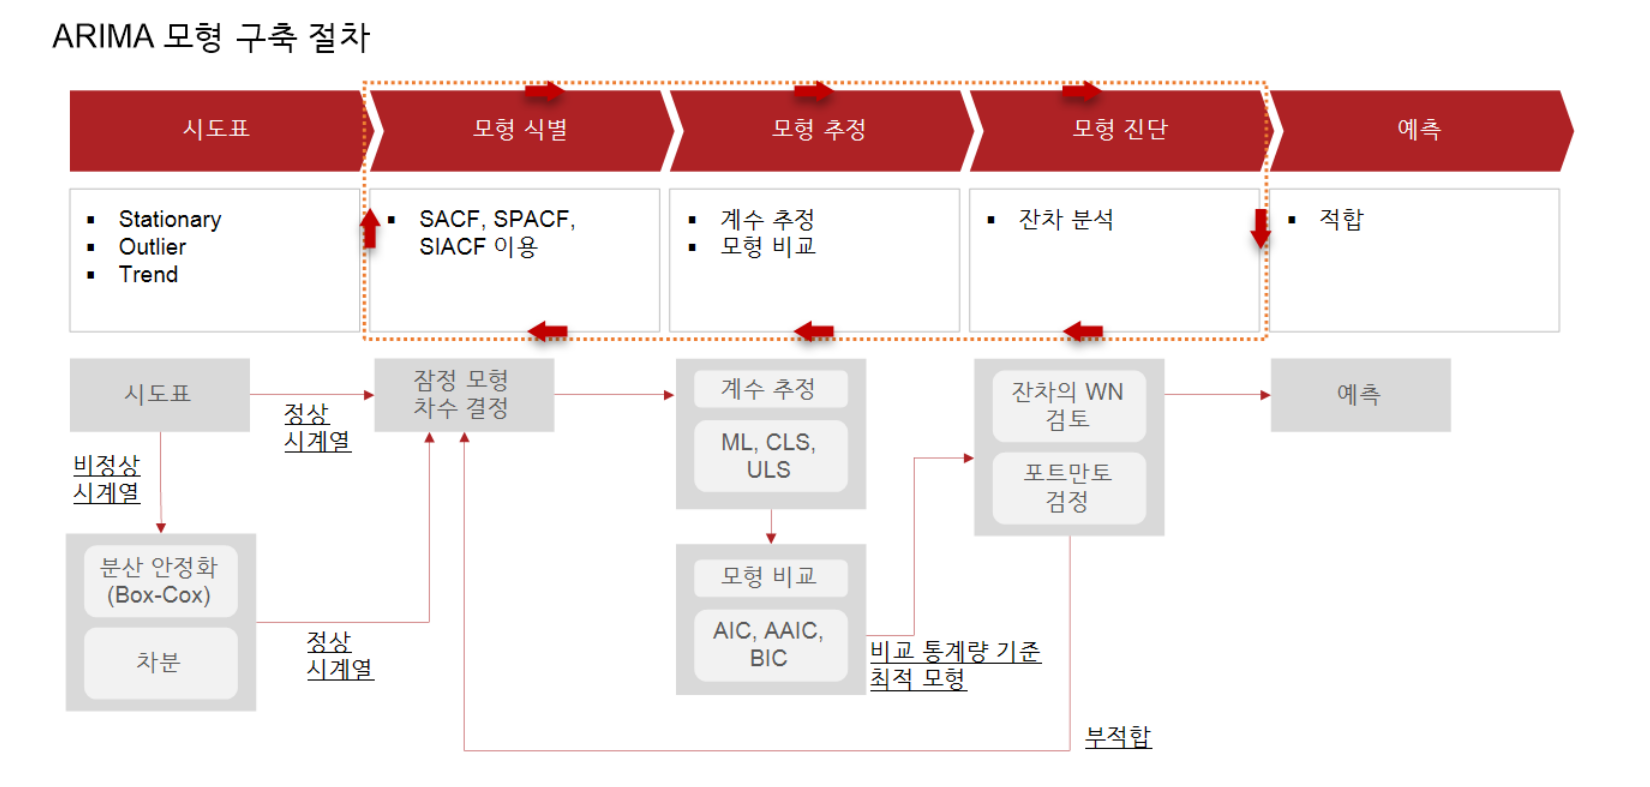 ARIMA 모형 구축 절차
시도표
모형 식별
모형 추정
모형 진단
예측
Stationary
Outlier
Trend
SACF, SPACF,
SIACF 이용
계수 추정
모형 비교
잔차 분석
적합
시도표
정상
시계열
비정상
시계열
분산 안정화
(Box-Cox)
차분
정상
시계열
잠정 모형
차수 결정
계수 추정
ML, CLS,
ULS
모형 비교
AIC, AAIC,
BIC
비교 통계량 기준
최적 모형
잔차의 WN
검토
포트만토
검정
부적합
예측